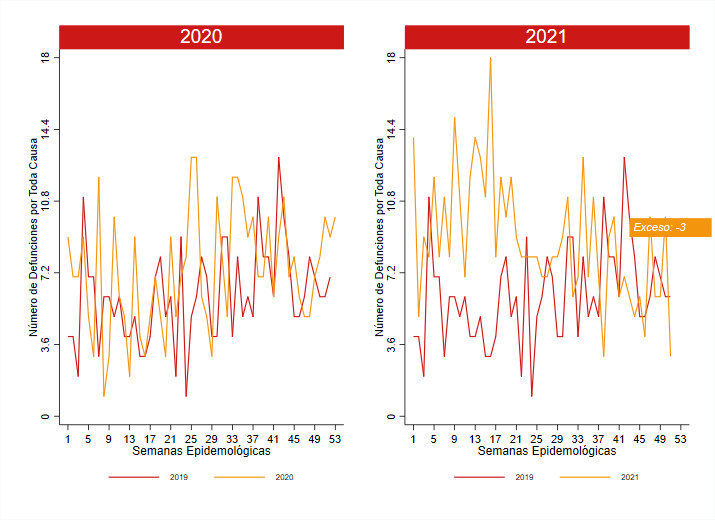 2020
Número de Defunciones por Toda Causa
18
14.4
10.8
7.2
3.6
0
1 5 9 13 17 21 25 29 33 37 41 45 49 53
Semanas Epidemológicas
2019 2020
2021
Número de Defunciones por Toda Causa
18
14.4
10.8
7.2
3.6
0
Exceso: -3
1 5 9 13 17 21 25 29 33 37 41 45 49 53
Semanas Epidemológicas
2019 2021